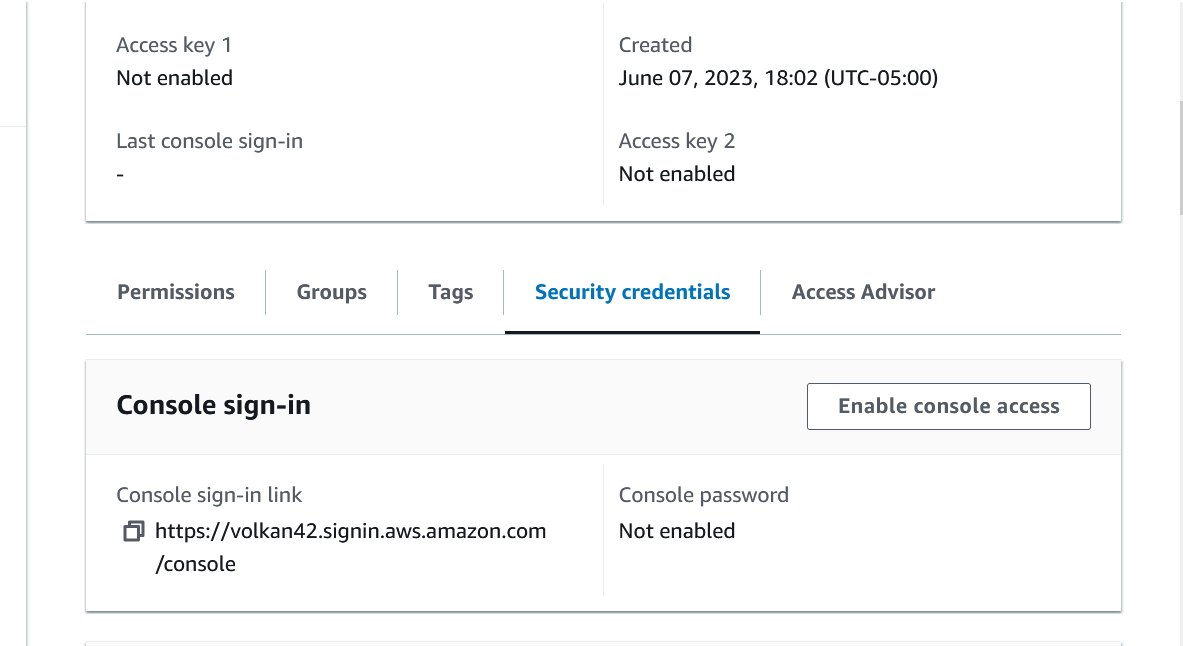 Access key 1
Not enabled
Created
June 07, 2023, 18:02 (UTC-05:00)
Last console sign-in
-
Access key 2
Not enabled
Permissions
Groups
Tags
Security credentials
Access Advisor
Console sign-in
Enable console access
Console sign-in link
https://volkan42.signin.aws.amazon.com
/console
Console password
Not enabled